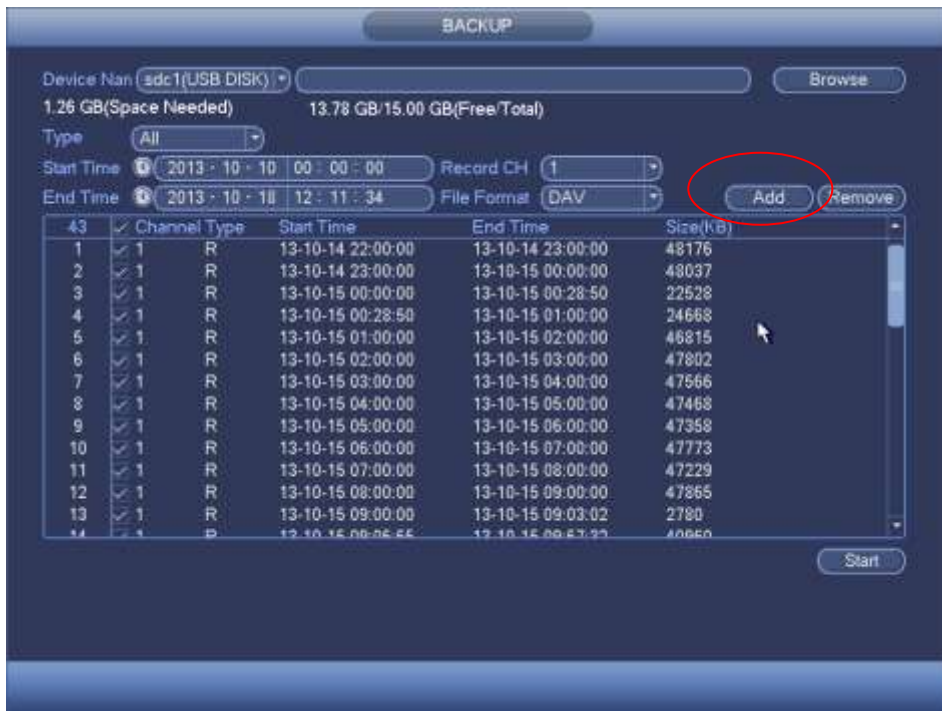 BACKUP
Device Nan sdc1(USB DISK) Browse
1.26 GB(Space Needed) 13.78 GB/15.00 GB(Free/Total)
Type All
Start Time 2013 - 10 - 10 00 : 00 : 00 Record CH 1
End Time 2013 - 10 - 18 12 : 11 : 34 File Format DAV Add Remove
43 Channel Type Start Time End Time Size(KB)
1 1 R 13-10-14 22:00:00 13-10-14 23:00:00 48176
2 1 R 13-10-14 23:00:00 13-10-15 00:00:00 48037
3 1 R 13-10-15 00:00:00 13-10-15 00:28:50 22528
4 1 R 13-10-15 00:28:50 13-10-15 01:00:00 24668
5 1 R 13-10-15 01:00:00 13-10-15 02:00:00 46815
6 1 R 13-10-15 02:00:00 13-10-15 03:00:00 47802
7 1 R 13-10-15 03:00:00 13-10-15 04:00:00 47566
8 1 R 13-10-15 04:00:00 13-10-15 05:00:00 47468
9 1 R 13-10-15 05:00:00 13-10-15 06:00:00 47358
10 1 R 13-10-15 06:00:00 13-10-15 07:00:00 47773
11 1 R 13-10-15 07:00:00 13-10-15 08:00:00 47229
12 1 R 13-10-15 08:00:00 13-10-15 09:00:00 47865
13 1 R 13-10-15 09:00:00 13-10-15 09:03:02 2780
Start